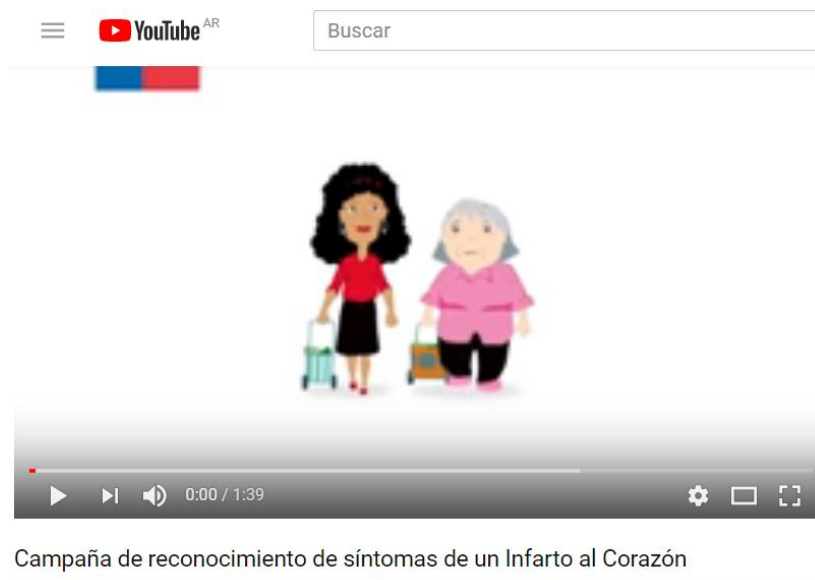 YouTube AR
Buscar
0:00 / 1:39
Campaña de reconocimiento de síntomas de un Infarto al Corazón